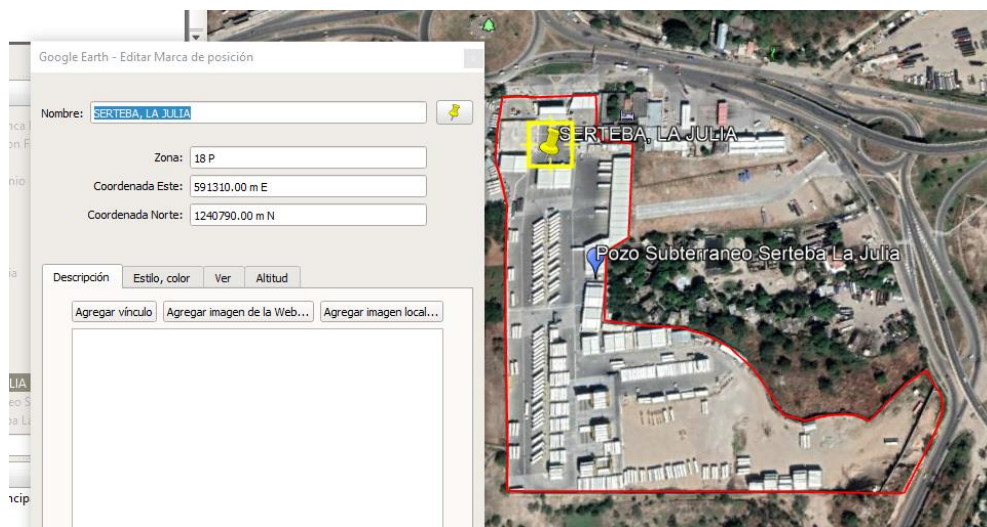 Google Earth - Editar Marca de posición
Nombre: SERTEBA, LA JULIA
Zona: 18 P
Coordenada Este: 591310.00 m E
Coordenada Norte: 1240790.00 m N
Descripción Estilo, color Ver Altitud
Agregar vínculo Agregar imagen de la Web... Agregar imagen local...
SERTEBA, LA JULIA
Pozo Subterraneo Serteba La Julia